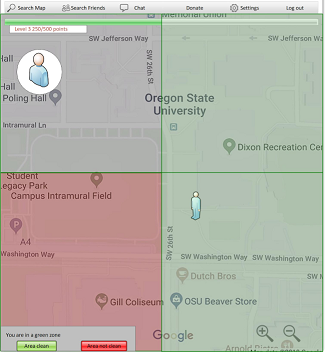 Search Map Search Friends Chat Donate Settings Log out
Level 3 250/500 points
Memorial Union
SW Jefferson Way SW Jefferson Way
SW 26th St
Hall
Poling Hall
Oregon State
University
Intramural Ln
Dixon Recreation Cen
Student
Legacy Park
Campus Intramural Field
A4
Washington Way
SW 26th St
SW Washington Way SW Washington Way
Dutch Bros
SW
Gill Coliseum
OSU Beaver Store
You are in a green zone
Area clean Area not clean
Google